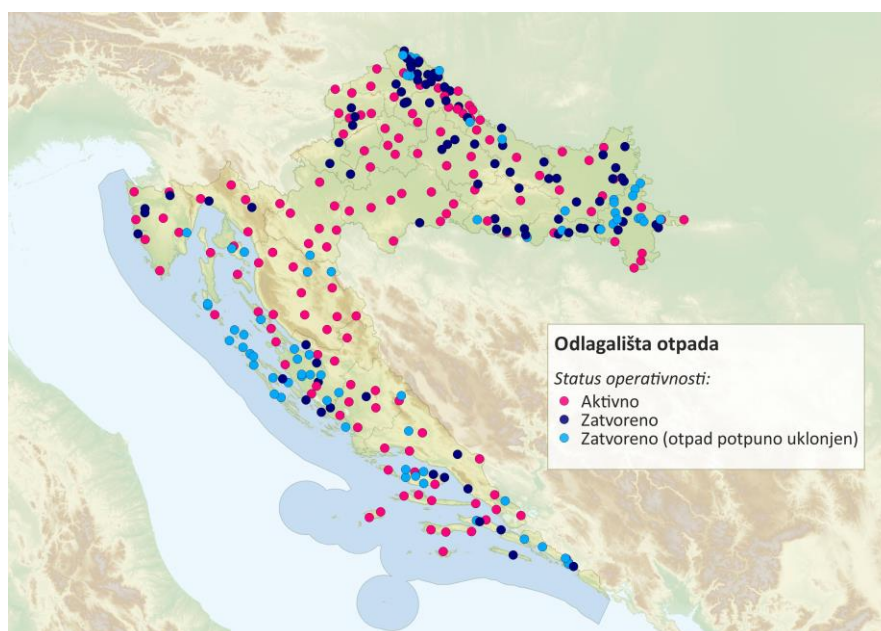 Odlagališta otpada
Status operativnosti:
Aktivno
Zatvoreno
Zatvoreno (otpad potpuno uklonjen)